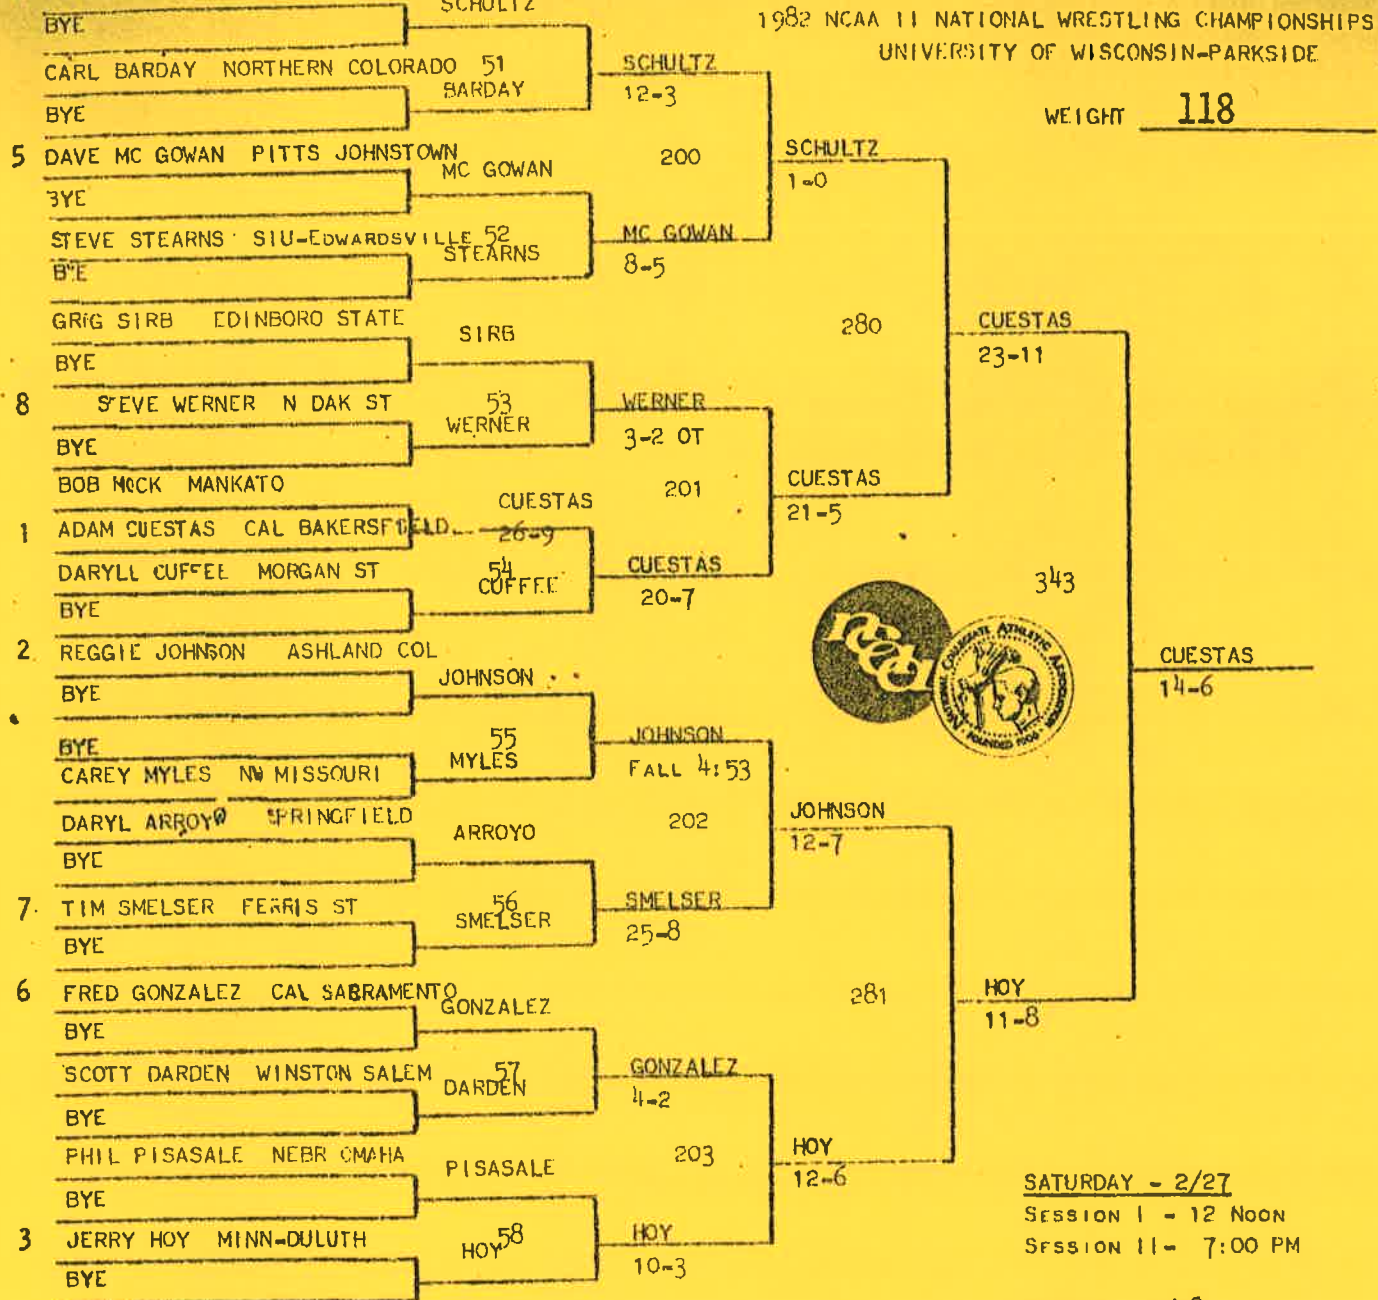 SCHULTZ
BYE
1982 NCAA II NATIONAL WRESTLING CHAMPIONSHIPS
UNIVERSITY OF WISCONSIN-PARKSIDE
WEIGHT 118
CARL BARDAY NORTHERN COLORADO 51
BARDAY
BYE
SCHULTZ
12-3
5 DAVE MC GOWAN PITTS JOHNSTOWN
MC GOWAN
BYE
200
SCHULTZ
1-0
STEVE STEARNS SIU-EDWARDSVILLE 52
STEARNS
BYE
MC GOWAN
8-5
GRIG SIRB EDINBORO STATE
SIRB
BYE
280
CUESTAS
23-11
8 STEVE WERNER N DAK ST 53
WERNER
BYE
WERNER
3-2 OT
BOB MOCK MANKATO
201
CUESTAS
21-5
CUESTAS
1 ADAM CUESTAS CAL BAKERSFIELD 26-9
DARYLL CUFFEE MORGAN ST 54
CUFFEE
BYE
CUESTAS
20-7
343
2 REGGIE JOHNSON ASHLAND COL
JOHNSON
BYE
ncaa
NATIONAL COLLEGIATE ATHLETIC ASSOCIATION
FOUNDED 1906
CUESTAS
14-6
BYE
55
MYLES
CAREY MYLES NW MISSOURI
JOHNSON
FALL 4:53
DARYL ARROYO SPRINGFIELD
ARROYO
BYE
202
JOHNSON
12-7
7 TIM SMELSER FERRIS ST 56
SMELSER
BYE
SMELSER
25-8
6 FRED GONZALEZ CAL SACRAMENTO
GONZALEZ
BYE
281
HOY
11-8
SCOTT DARDEN WINSTON SALEM 57
DARDEN
BYE
GONZALEZ
4-2
PHIL PISASALE NEBR OMAHA
PISASALE
BYE
203
HOY
12-6
3 JERRY HOY MINN-DULUTH
HOY 58
BYE
HOY
10-3
SATURDAY - 2/27
SESSION I - 12 NOON
SESSION II - 7:00 PM